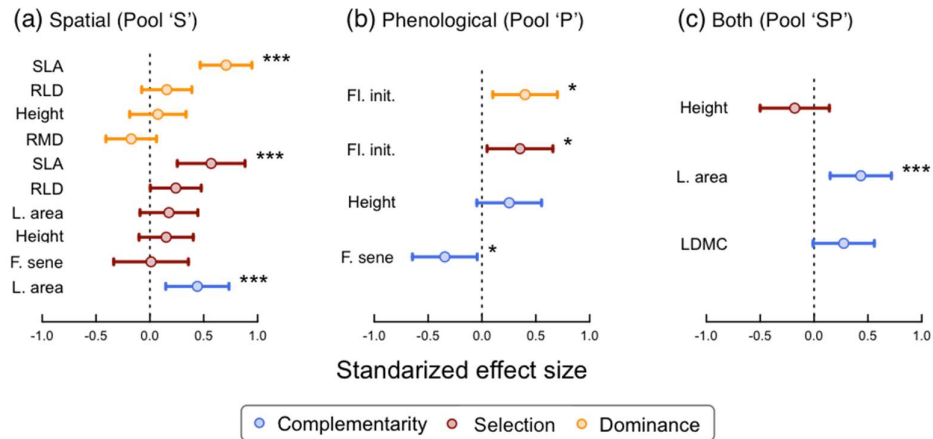 (a) Spatial (Pool ‘S’)
SLA
***
RLD
Height
RMD
SLA
***
RLD
L. area
Height
F. sene
L. area
***
-1.0 -0.5 0.0 0.5 1.0
(b) Phenological (Pool ‘P’)
Fl. init.
*
Fl. init.
*
Height
F. sene
*
-1.0 -0.5 0.0 0.5 1.0
(c) Both (Pool ‘SP’)
Height
L. area
***
LDMC
-1.0 -0.5 0.0 0.5 1.0
Standarized effect size
Complementarity Selection Dominance